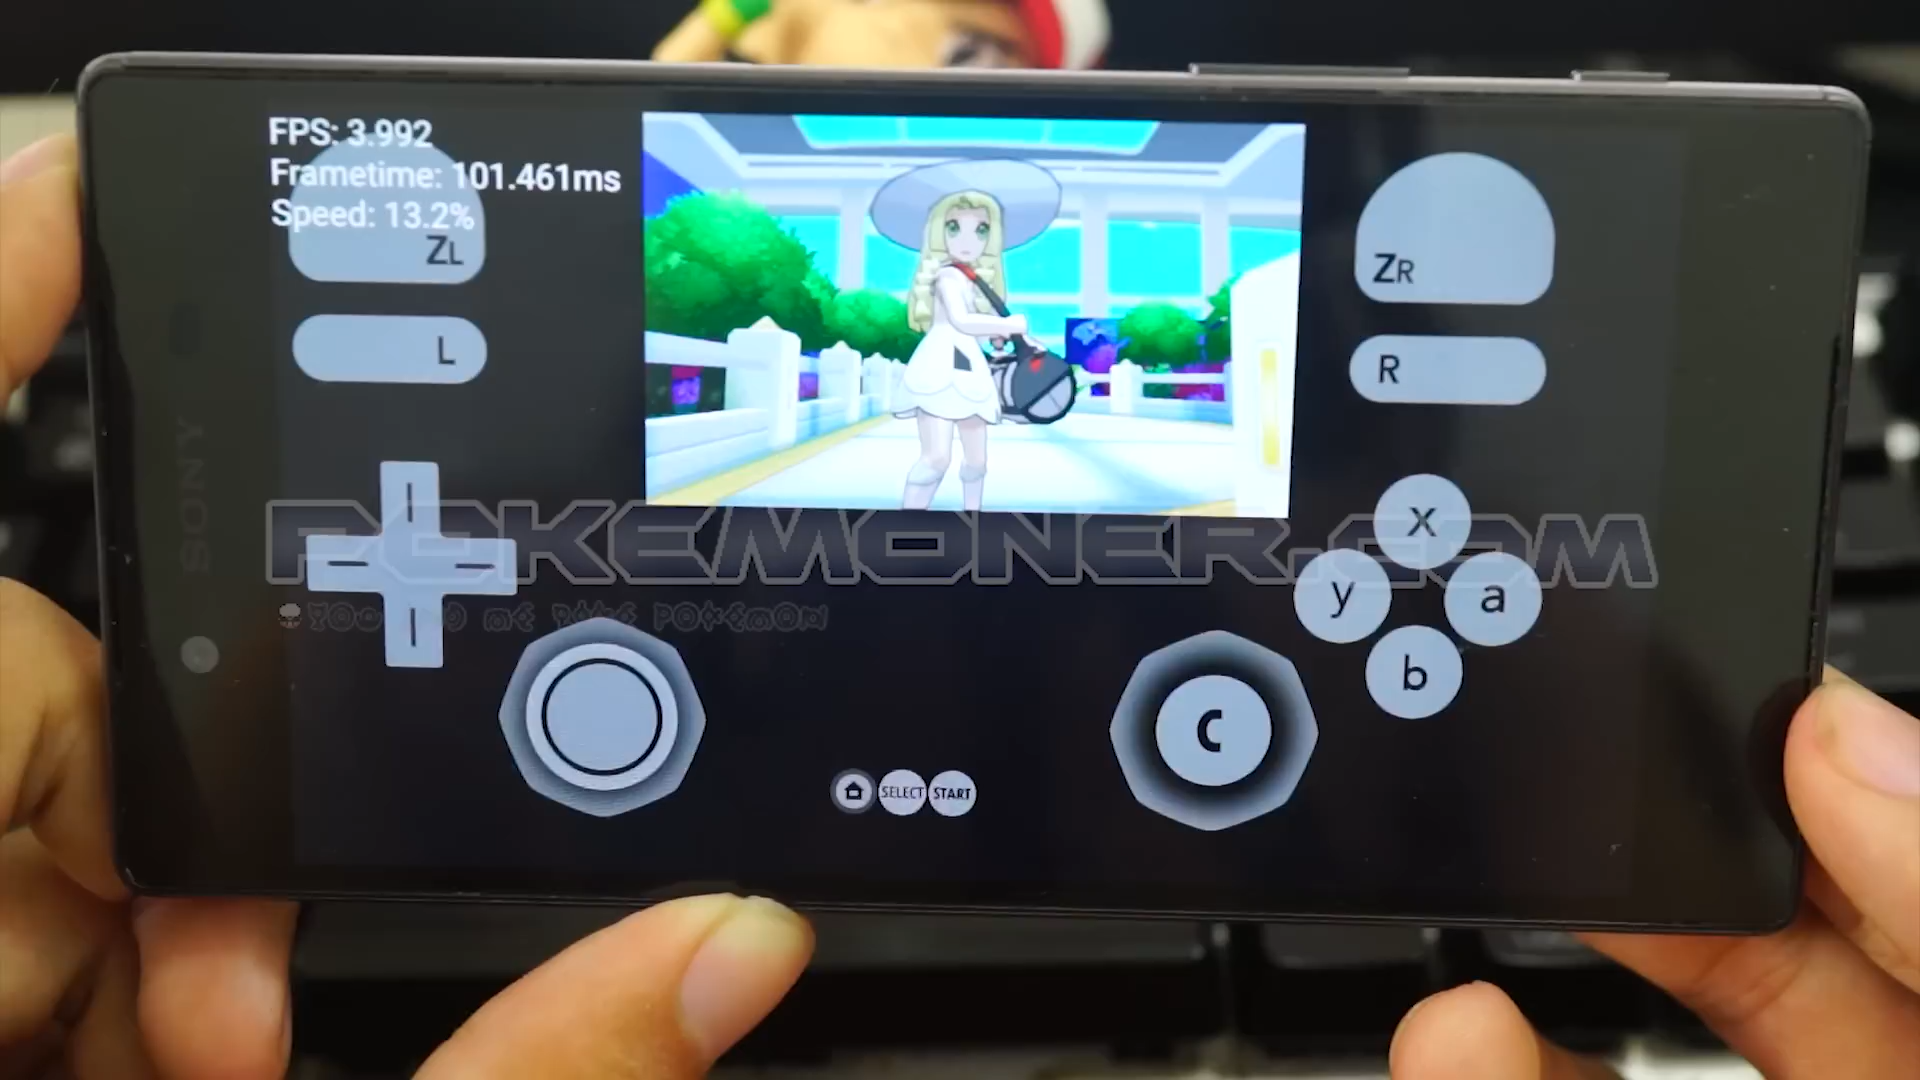 FPS: 3.992
Frametime: 101.461ms
Speed: 13.2%
ZL
ZR
L
R
SONY
POKEMONER.COM
x
y
a
b
C
SELECT
START